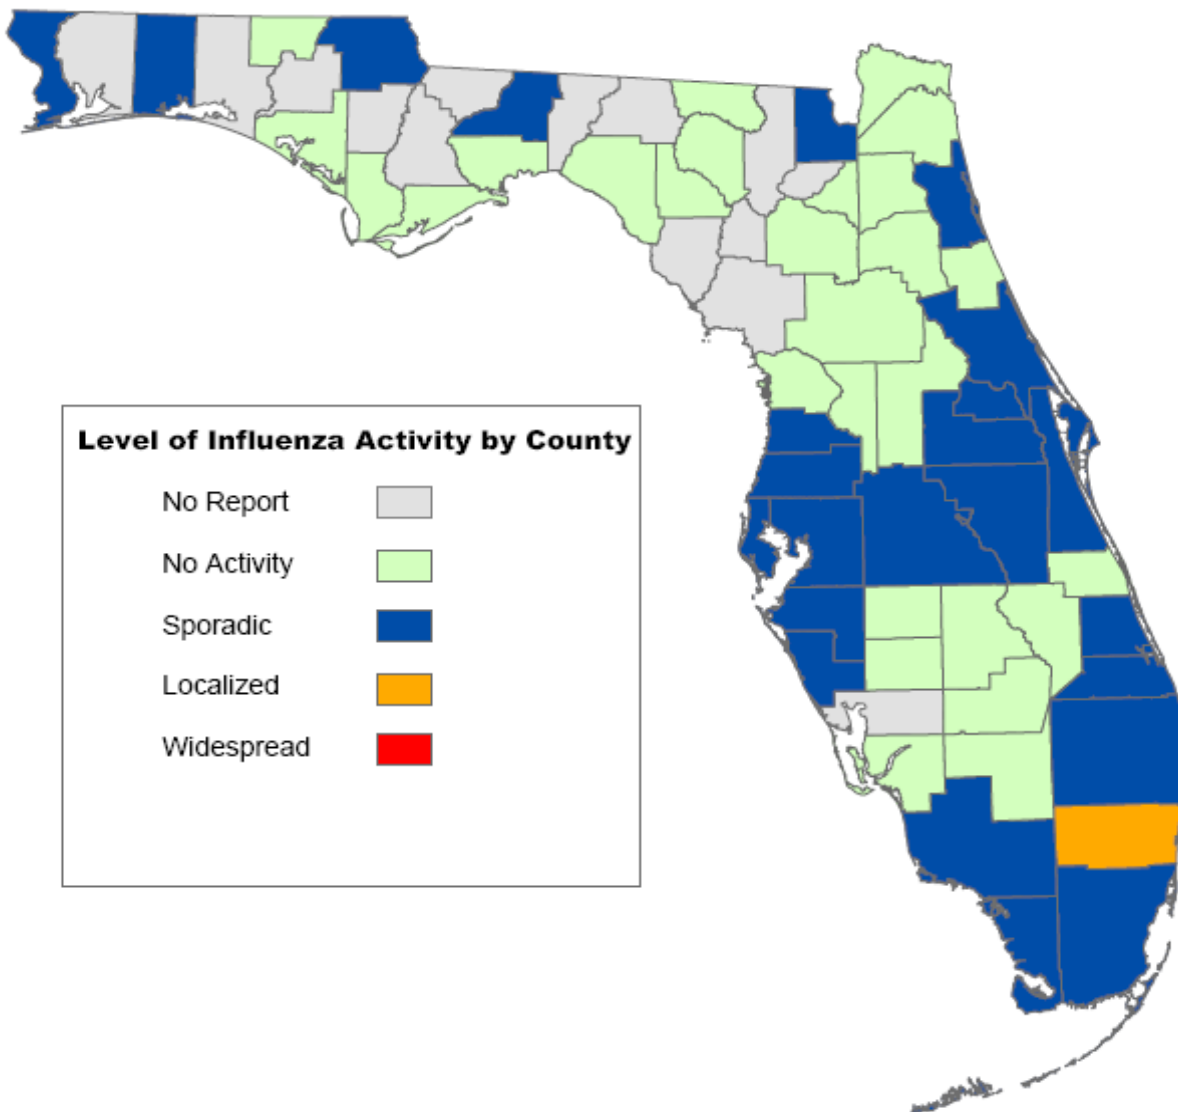 Level of Influenza Activity by County
No Report
No Activity
Sporadic
Localized
Widespread